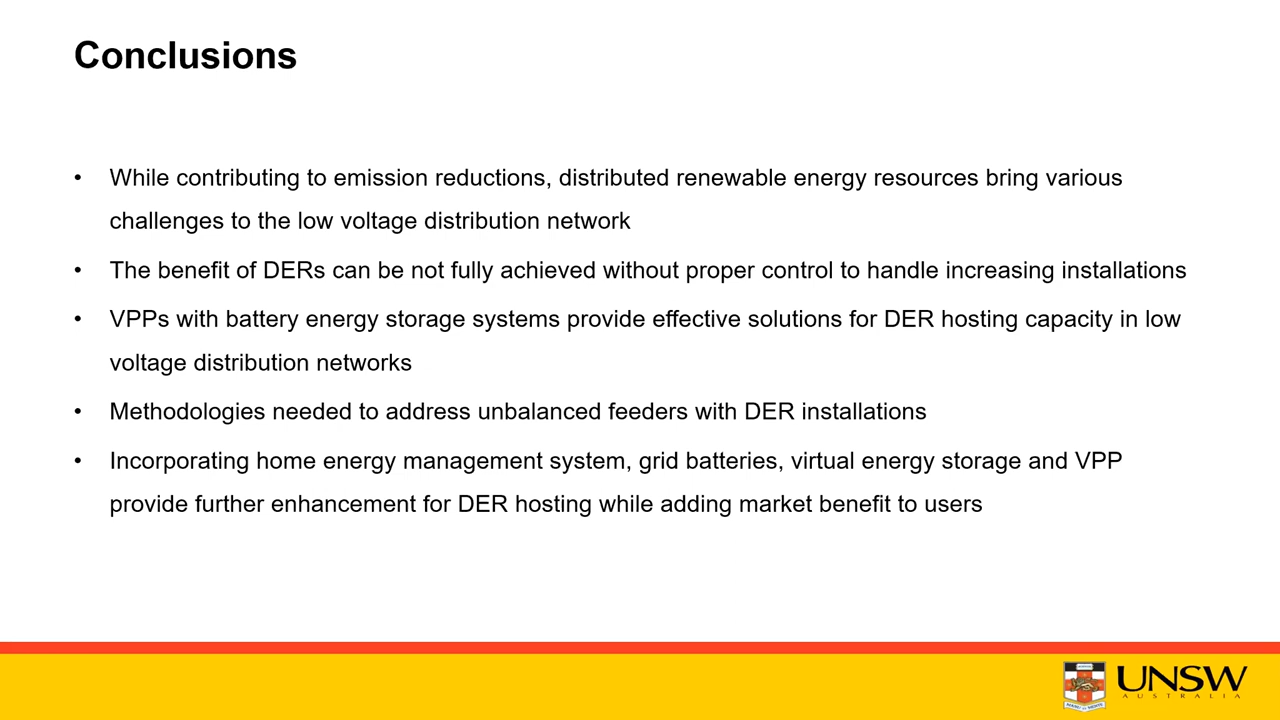 Conclusions
• While contributing to emission reductions, distributed renewable energy resources bring various
challenges to the low voltage distribution network
• The benefit of DERs can be not fully achieved without proper control to handle increasing installations
• VPPs with battery energy storage systems provide effective solutions for DER hosting capacity in low
voltage distribution networks
• Methodologies needed to address unbalanced feeders with DER installations
• Incorporating home energy management system, grid batteries, virtual energy storage and VPP
provide further enhancement for DER hosting while adding market benefit to users
UNSW
AUSTRALIA